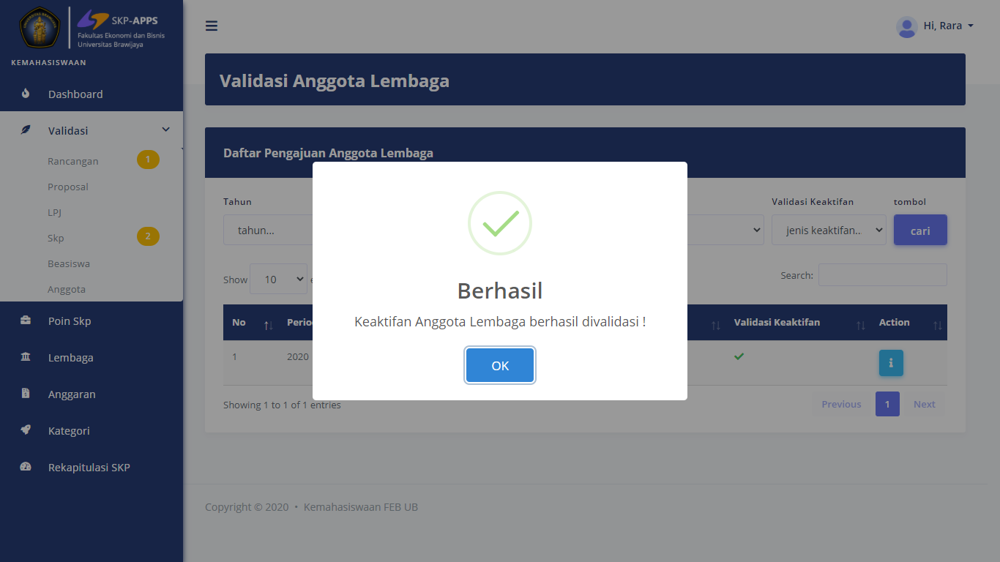 UNIVERSITAS BRAWIJAYA
SKP-APPS
Fakultas Ekonomi dan Bisnis
Universitas Brawijaya
KEMAHASISWAAN
Dashboard
Validasi
Rancangan 1
Proposal
LPJ
Skp 2
Beasiswa
Anggota
Poin Skp
Lembaga
Anggaran
Kategori
Rekapitulasi SKP
Hi, Rara
Validasi Anggota Lembaga
Daftar Pengajuan Anggota Lembaga
Tahun Validasi Keaktifan tombol
tahun... jenis keaktifan.. cari
Show 10 Search:
No Validasi Keaktifan Action
1 2020
Showing 1 to 1 of 1 entries
Previous 1 Next
Berhasil
Keaktifan Anggota Lembaga berhasil divalidasi !
OK
Copyright © 2020 • Kemahasiswaan FEB UB